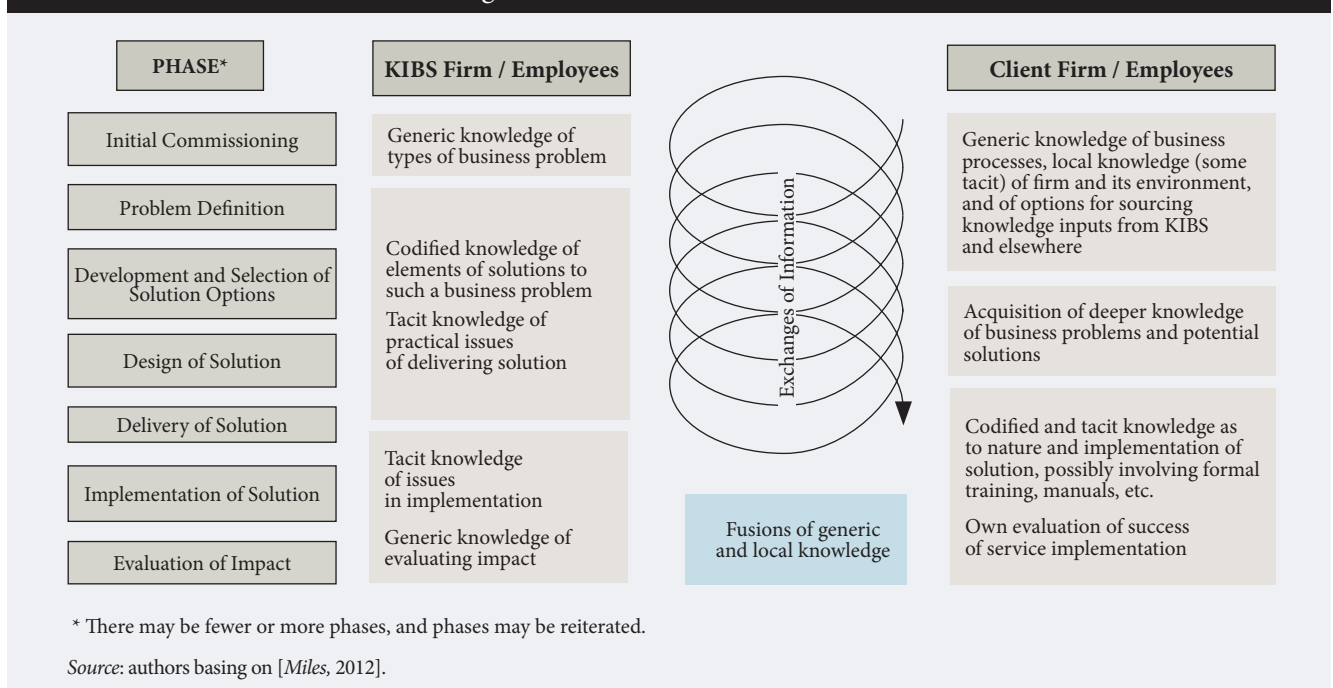 PHASE*
Initial Commissioning
Problem Definition
Development and Selection of
Solution Options
Design of Solution
Delivery of Solution
Implementation of Solution
Evaluation of Impact
KIBS Firm / Employees
Generic knowledge of
types of business problem
Codified knowledge of
elements of solutions to
such a business problem
Tacit knowledge of
practical issues
of delivering solution
Tacit knowledge
of issues
in implementation
Generic knowledge of
evaluating impact
Exchanges of Information
Fusions of generic
and local knowledge
Client Firm / Employees
Generic knowledge of business
processes, local knowledge (some
tacit) of firm and its environment,
and of options for sourcing
knowledge inputs from KIBS
and elsewhere
Acquisition of deeper knowledge
of business problems and potential
solutions
Codified and tacit knowledge as
to nature and implementation of
solution, possibly involving formal
training, manuals, etc.
Own evaluation of success
of service implementation
* There may be fewer or more phases, and phases may be reiterated.
Source: authors basing on [Miles, 2012].